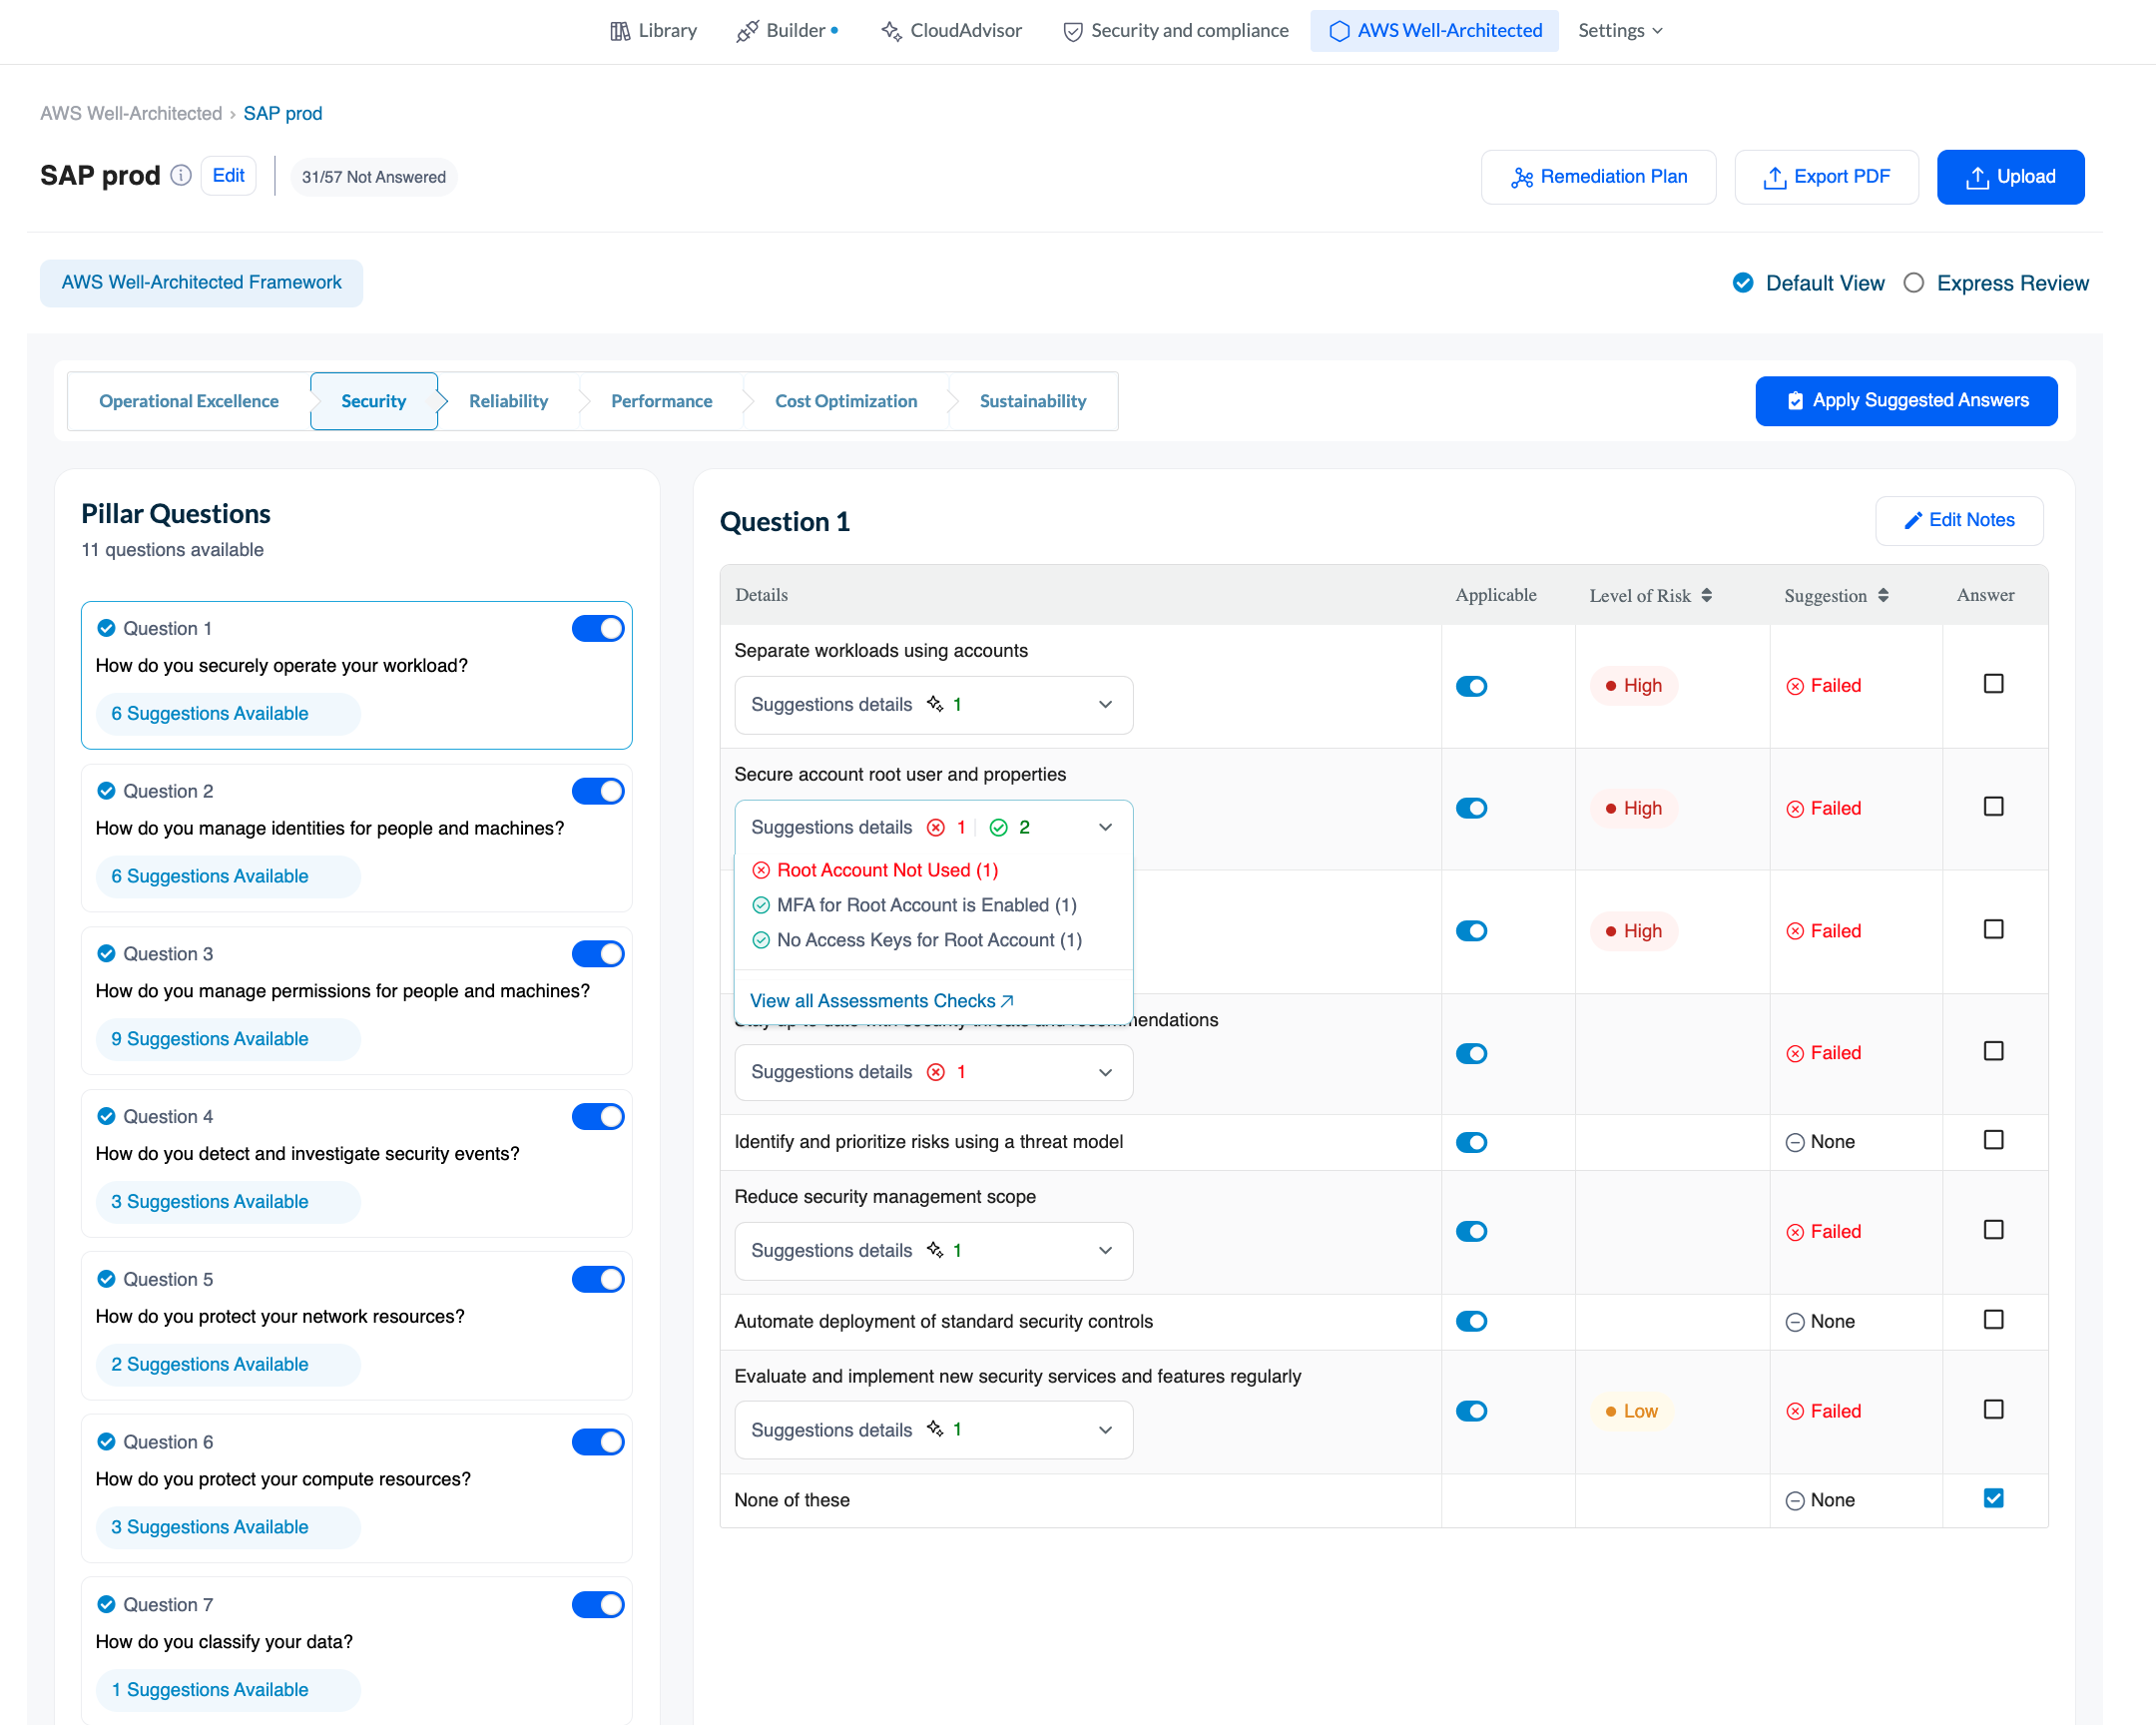 Library
Builder
CloudAdvisor
Security and compliance
AWS Well-Architected
Settings
AWS Well-Architected › SAP prod
SAP prod
Edit
31/57 Not Answered
Remediation Plan
Export PDF
Upload
AWS Well-Architected Framework
Default View
Express Review
Operational Excellence
Security
Reliability
Performance
Cost Optimization
Sustainability
Apply Suggested Answers
Pillar Questions
11 questions available
Question 1
How do you securely operate your workload?
6 Suggestions Available
Question 2
How do you manage identities for people and machines?
6 Suggestions Available
Question 3
How do you manage permissions for people and machines?
9 Suggestions Available
Question 4
How do you detect and investigate security events?
3 Suggestions Available
Question 5
How do you protect your network resources?
2 Suggestions Available
Question 6
How do you protect your compute resources?
3 Suggestions Available
Question 7
How do you classify your data?
1 Suggestions Available
Question 1
Edit Notes
Details
Applicable
Level of Risk
Suggestion
Answer
Separate workloads using accounts
Suggestions details 1
High
Failed
Secure account root user and properties
Suggestions details 1 2
High
Failed
Root Account Not Used (1)
MFA for Root Account is Enabled (1)
No Access Keys for Root Account (1)
View all Assessments Checks
High
Failed
Stay up to date with security threats and recommendations
Suggestions details 1
Failed
Identify and prioritize risks using a threat model
None
Reduce security management scope
Suggestions details 1
Failed
Automate deployment of standard security controls
None
Evaluate and implement new security services and features regularly
Suggestions details 1
Low
Failed
None of these
None